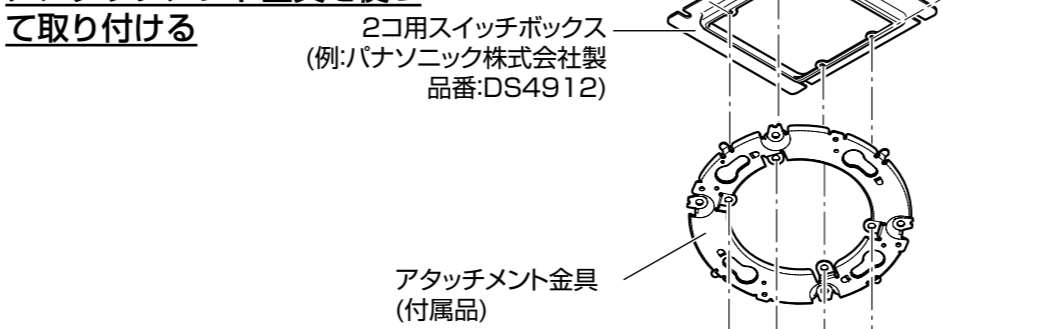 て取り付ける
2コ用スイッチボックス
(例:パナソニック株式会社製
品番:DS4912)
アタッチメント金具
(付属品)